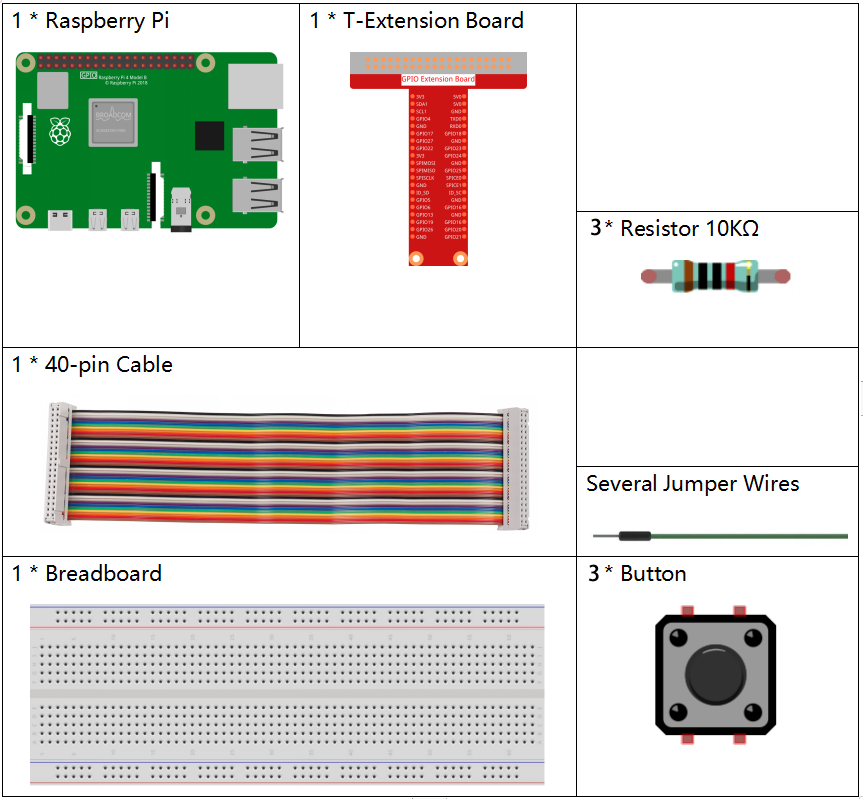 1 * Raspberry Pi
1 * T-Extension Board
GPIO
Raspberry Pi 4 Model B
© Raspberry Pi 2018
BROADCOM
GPIO Extension Board
3V3 5V0
SDA1 5V0
SCL1 GND
GPIO4 TXD0
GND RXD0
GPIO17 GPIO18
GPIO27 GND
GPIO22 GPIO23
3V3 GPIO24
SPIMOSI GND
SPIMISO GPIO25
SPISCLK SPICE0
GND SPICE1
ID_SD ID_SC
GPIO5 GND
GPIO6 GPIO12
GPIO13 GND
GPIO19 GPIO16
GPIO26 GPIO20
GND GPIO21
3* Resistor 10KΩ
1 * 40-pin Cable
Several Jumper Wires
1 * Breadboard
3* Button